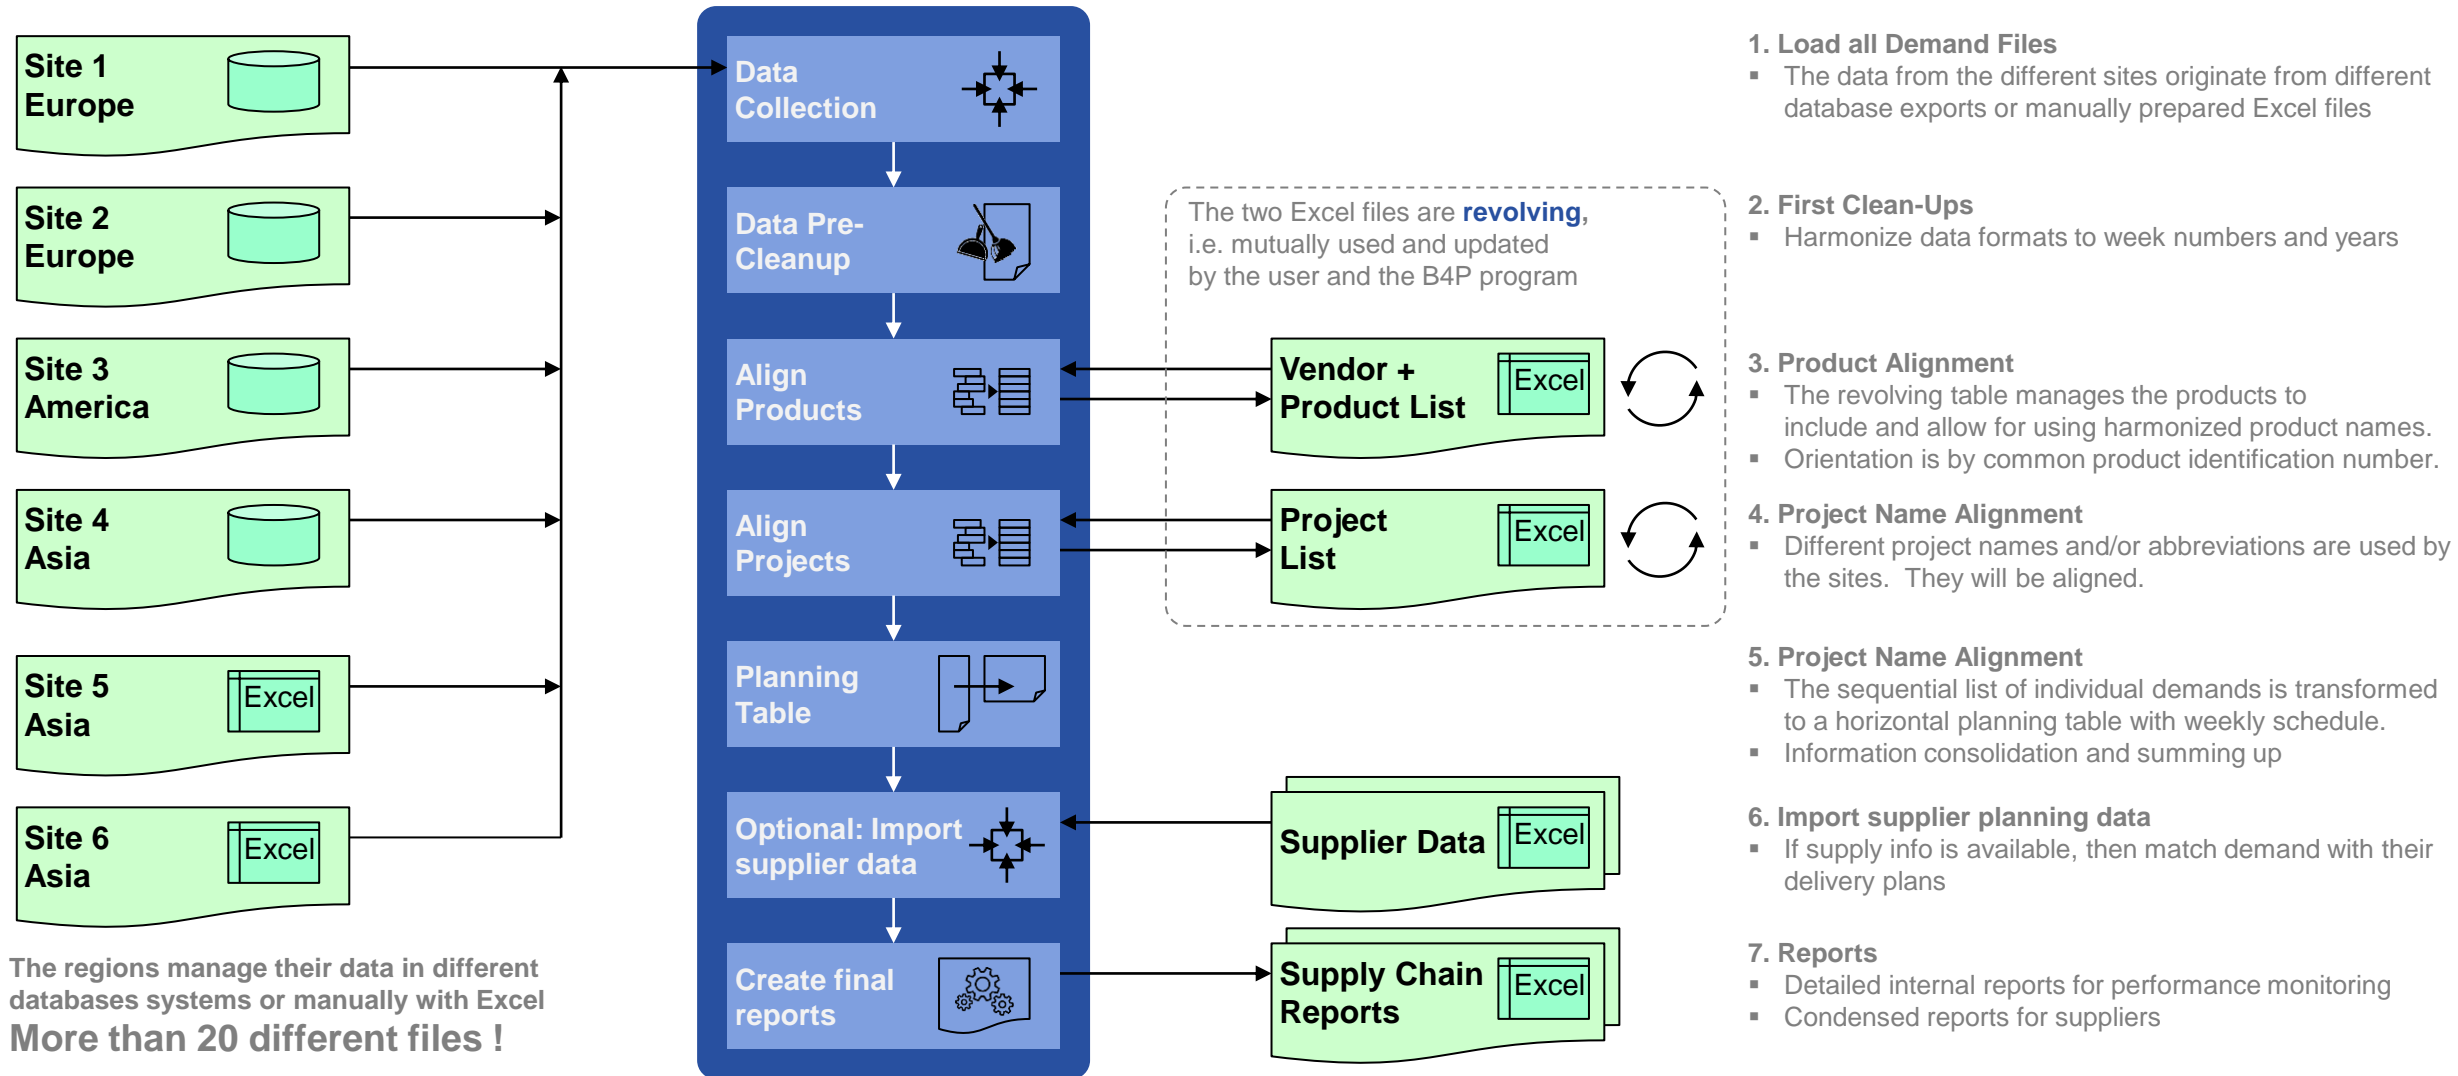 Site 1
Europe
Site 2
Europe
Site 3
America
Site 4
Asia
Site 5
Asia
Excel
Site 6
Asia
Excel
The regions manage their data in different
databases systems or manually with Excel
More than 20 different files !
Data
Collection
Data Pre-
Cleanup
Align
Products
Align
Projects
Planning
Table
Optional: Import
supplier data
Create final
reports
The two Excel files are revolving,
i.e. mutually used and updated
by the user and the B4P program
Vendor +
Product List
Excel
Project
List
Excel
Supplier Data
Excel
Supply Chain
Reports
Excel
1. Load all Demand Files
▪ The data from the different sites originate from different
database exports or manually prepared Excel files
2. First Clean-Ups
▪ Harmonize data formats to week numbers and years
3. Product Alignment
▪ The revolving table manages the products to
include and allow for using harmonized product names.
▪ Orientation is by common product identification number.
4. Project Name Alignment
▪ Different project names and/or abbreviations are used by
the sites.  They will be aligned.
5. Project Name Alignment
▪ The sequential list of individual demands is transformed
to a horizontal planning table with weekly schedule.
▪ Information consolidation and summing up
6. Import supplier planning data
▪ If supply info is available, then match demand with their
delivery plans
7. Reports
▪ Detailed internal reports for performance monitoring
▪ Condensed reports for suppliers